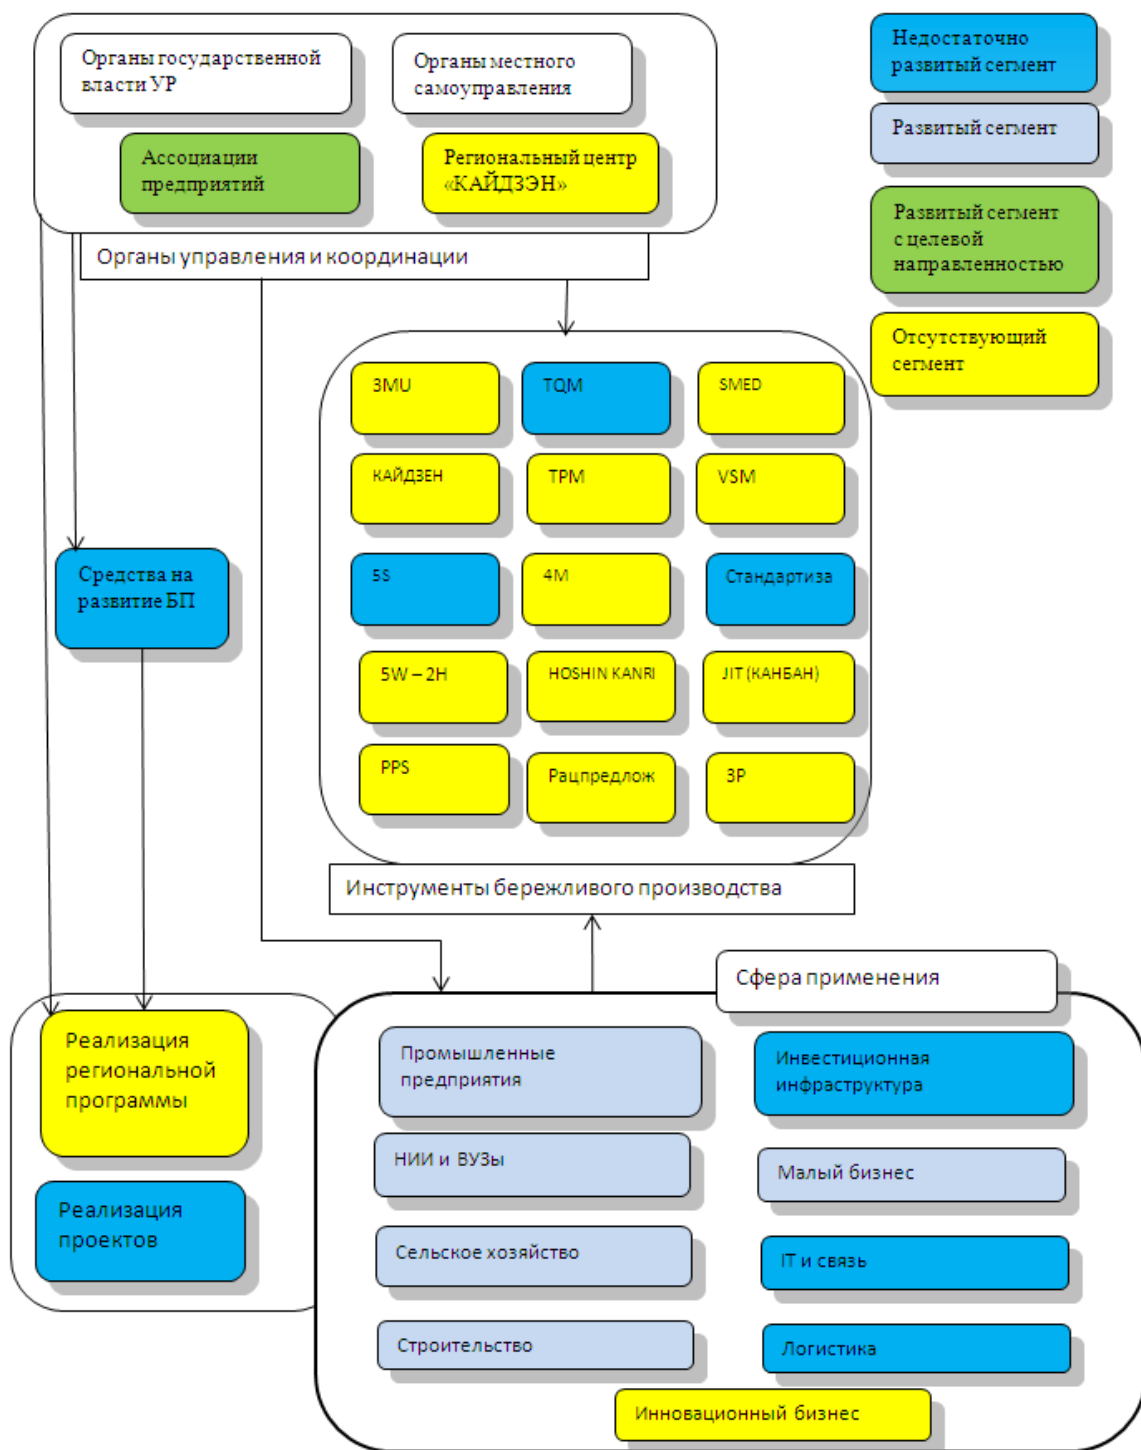 Органы государственной
власти УР
Органы местного
самоуправления
Ассоциации
предприятий
Региональный центр
«КАЙДЗЭН»
Органы управления и координации
Недостаточно
развитый сегмент
Развитый сегмент
Развитый сегмент
с целевой
направленностью
Отсутствующий
сегмент
3MU
TQM
SMED
КАЙДЗЕН
TPM
VSM
5S
4M
Стандартиза
5W – 2H
HOSHIN KANRI
JIT (КАНБАН)
PPS
Рацпредлож
3P
Инструменты бережливого производства
Средства на
развитие БП
Реализация
региональной
программы
Реализация
проектов
Сфера применения
Промышленные
предприятия
Инвестиционная
инфраструктура
НИИ и ВУЗы
Малый бизнес
Сельское хозяйство
IT и связь
Строительство
Логистика
Инновационный бизнес